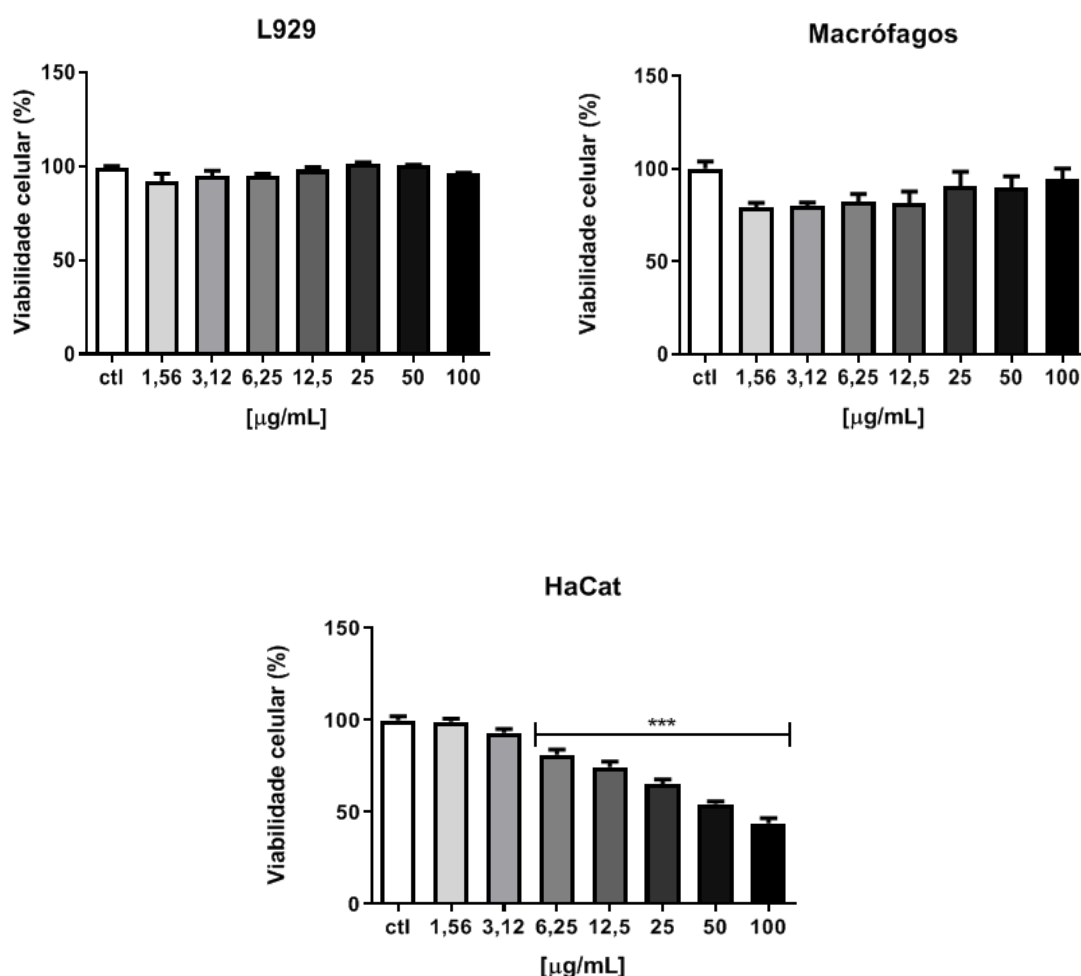 L929
Viabilidade celular (%)
150
100
50
0
ctl 1,56 3,12 6,25 12,5 25 50 100
[µg/mL]
Macrófagos
Viabilidade celular (%)
150
100
50
0
ctl 1,56 3,12 6,25 12,5 25 50 100
[µg/mL]
HaCat
Viabilidade celular (%)
150
100
50
0
***
ctl 1,56 3,12 6,25 12,5 25 50 100
[µg/mL]